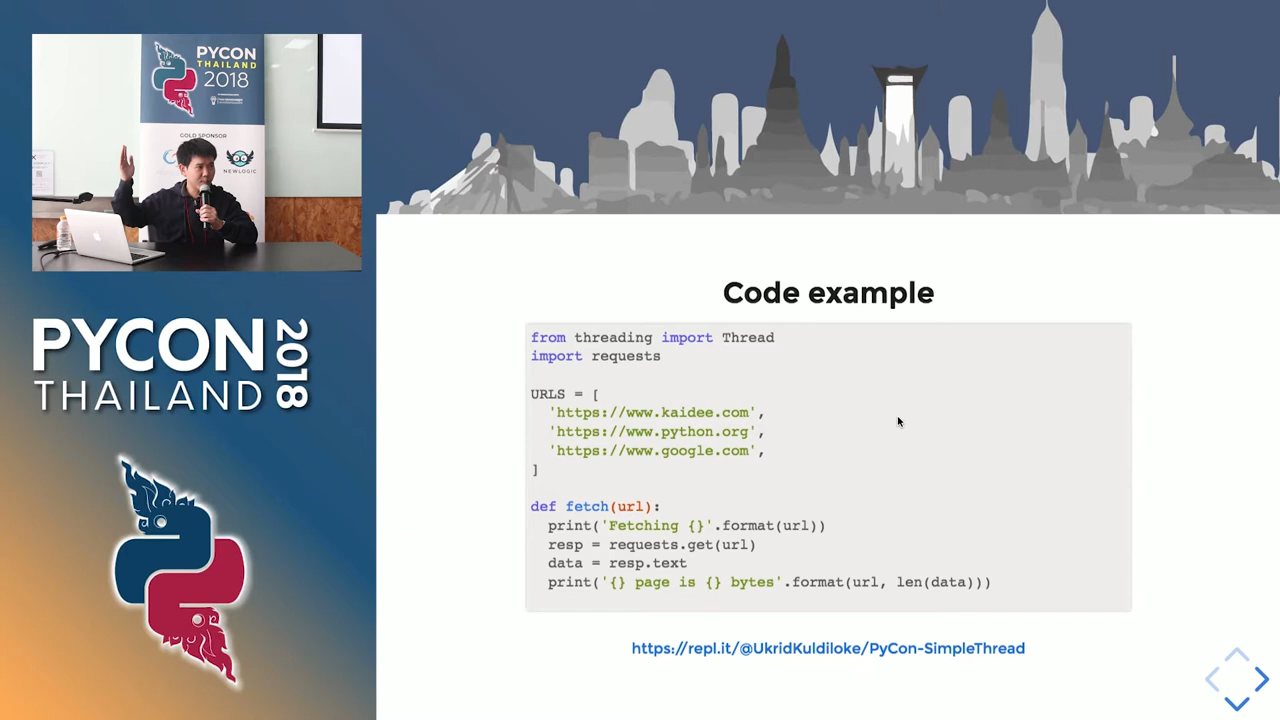 PYCON
THAILAND
2018
GOLD SPONSOR
NEWLOGIC
PYCON 2018
THAILAND
Code example
from threading import Thread
import requests
URLS = [
'https://www.kaidee.com',
'https://www.python.org',
'https://www.google.com',
]
def fetch(url):
print('Fetching {}'.format(url))
resp = requests.get(url)
data = resp.text
print('{} page is {} bytes'.format(url, len(data)))
https://repl.it/@UkridKuldiloke/PyCon-SimpleThread